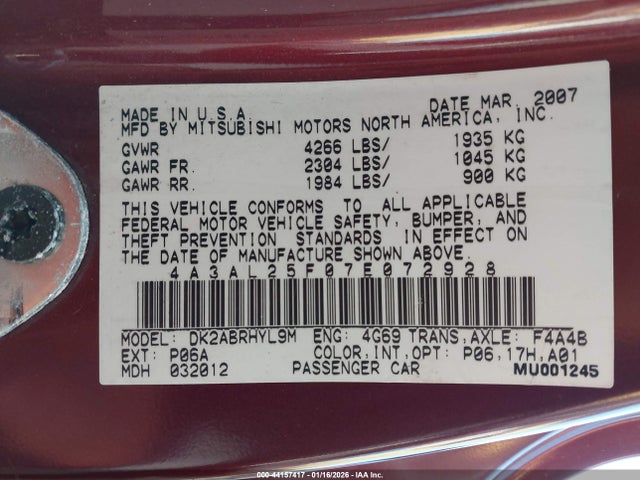 MADE IN U.S.A. DATE MAR. 2007
MFD BY MITSUBISHI MOTORS NORTH AMERICA, INC.
GVWR 4266 LBS/ 1935 KG
GAWR FR. 2304 LBS/ 1045 KG
GAWR RR. 1984 LBS/ 900 KG
THIS VEHICLE CONFORMS TO ALL APPLICABLE
FEDERAL MOTOR VEHICLE SAFETY, BUMPER, AND
THEFT PREVENTION STANDARDS IN EFFECT ON
THE DATE OF MANUFACTURE SHOWN ABOVE.
4A3AL25F07E072928
MODEL: DK2ABRHYL9M ENG: 4G69 TRANS,AXLE: F4A4B
EXT: P06A COLOR,INT,OPT: P06,17H,A01
MDH 032012 PASSENGER CAR MU001245
000-44157417 | 01/16/2026 | IAA Inc.